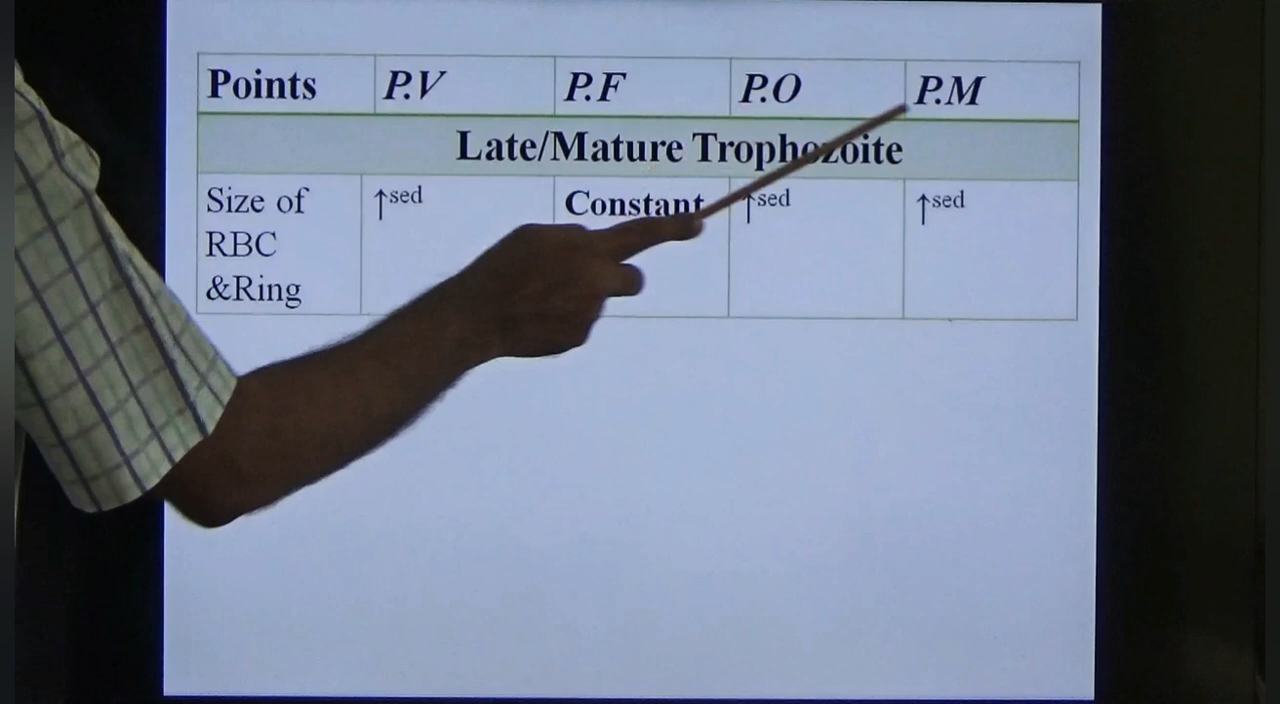 Points P.V P.F P.O P.M
Late/Mature Trophozoite
Size of RBC &Ring ↑sed Constant ↑sed ↑sed